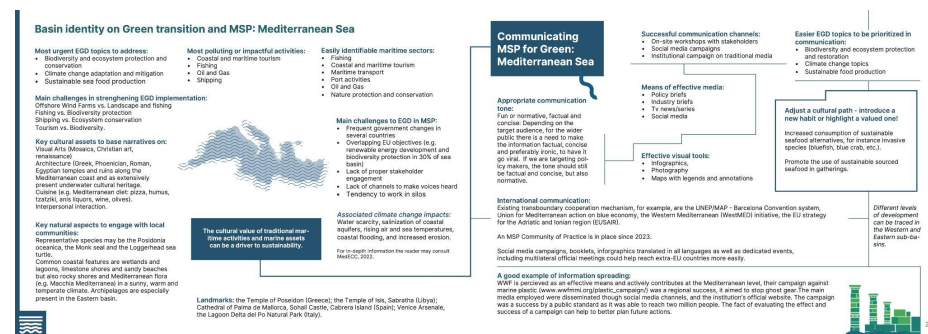 Basin identity on Green transition and MSP: Mediterranean Sea
Most urgent EGD topics to address:
• Biodiversity and ecosystem protection and
conservation
• Climate change adaptation and mitigation
• Sustainable sea food production
Most polluting or impactful activities:
• Coastal and maritime tourism
• Fishing
• Oil and Gas
• Shipping
Easily identifiable maritime sectors:
• Fishing
• Coastal and maritime tourism
• Maritime transport
• Port activities
• Oil and Gas
• Nature protection and conservation
Main challenges in strengthening EGD implementation:
Offshore Wind Farms vs. Landscape and fishing
Fishing vs. Biodiversity protection
Shipping vs. Ecosystem conservation
Tourism vs. Biodiversity.
Key cultural assets to base narratives on:
Visual Arts (Mosaics, Christian art,
renaissance)
Architecture (Greek, Phoenician, Roman,
Egyptian temples and ruins along the
Mediterranean coast and as extensively
present underwater cultural heritage.
Cuisine (e.g. Mediterranean diet: pizza, humus,
tzatziki, anis liquors, wine, olives).
Interpersonal interaction.
Key natural aspects to engage with local
communities:
Representative species may be the Posidonia
oceanica, the Monk seal and the Loggerhead sea
turtle.
Common coastal features are wetlands and
lagoons, limestone shores and sandy beaches
but also rocky shores and Mediterranean flora
(e.g. Macchia Mediterranea) in a sunny, warm and
temperate climate. Archipelagos are especially
present in the Eastern basin.
Main challenges to EGD in MSP:
• Frequent government changes in
several countries
• Overlapping EU objectives (e.g.
renewable energy development and
biodiversity protection in 30% of sea
basin)
• Lack of proper stakeholder
engagement
• Lack of channels to make voices heard
• Tendency to work in silos
The cultural value of traditional mar-
itime activities and marine assets
can be a driver to sustainability.
Associated climate change impacts:
Water scarcity, salinization of coastal
aquifers, rising air and sea temperatures,
coastal flooding, and increased erosion.
For in-depth information the reader may consult
MedECC, 2022.
Landmarks: the Temple of Poseidon (Greece); the Temple of Isis, Sabratha (Libya);
Cathedral of Palma de Mallorca, Sohail Castle, Cabrera Island (Spain); Venice Arsenale,
the Lagoon Delta del Po Natural Park (Italy).
Communicating
MSP for Green:
Mediterranean Sea
Appropriate communication
tone:
Fun or normative, factual and
concise: Depending on the
target audience, for the wider
public there is a need to make
the information factual, concise
and preferably ironic, to have it
go viral. If we are targeting pol-
icy makers, the tone should still
be factual and concise, but also
normative.
Successful communication channels:
• On-site workshops with stakeholders
• Social media campaigns
• Institutional campaign on traditional media
Means of effective media:
• Policy briefs
• Industry briefs
• Tv news/series
• Social media
Effective visual tools:
• Infographics,
• Photography
• Maps with legends and annotations
Easier EGD topics to be prioritized in
communication:
• Biodiversity and ecosystem protection
and restoration
• Climate change topics
• Sustainable food production
Adjust a cultural path - introduce a
new habit or highlight a valued one!
Increased consumption of sustainable
seafood alternatives, for instance invasive
species (bluefish, blue crab, etc.).
Promote the use of sustainable sourced
seafood in gatherings.
International communication:
Existing transboundary cooperation mechanism, for example, are the UNEP/MAP - Barcelona Convention system,
Union for Mediterranean action on blue economy, the Western Mediterranean (WestMED) initiative, the EU strategy
for the Adriatic and Ionian region (EUSAIR).
An MSP Community of Practice is in place since 2023.
Social media campaigns, booklets, infographics translated in all languages as well as dedicated events,
including multilateral official meetings could help reach extra-EU countries more easily.
Different levels
of development
can be traced in
the Western and
Eastern sub-ba-
sins.
A good example of information spreading:
WWF is percivied as an effective means and actively contributes at the Mediterranean level, their campaign against
marine plastic (www.wwfmmi.org/plastic_campaign/) was a regional success, it aimed to stop ghost gear.The main
media employed were disseminated though social media channels, and the institution's official website. The campaign
was a success by a public standard as it was able to reach two million people. The fact of evaluating the effect and
success of a campaign can help to better plan future actions.
2